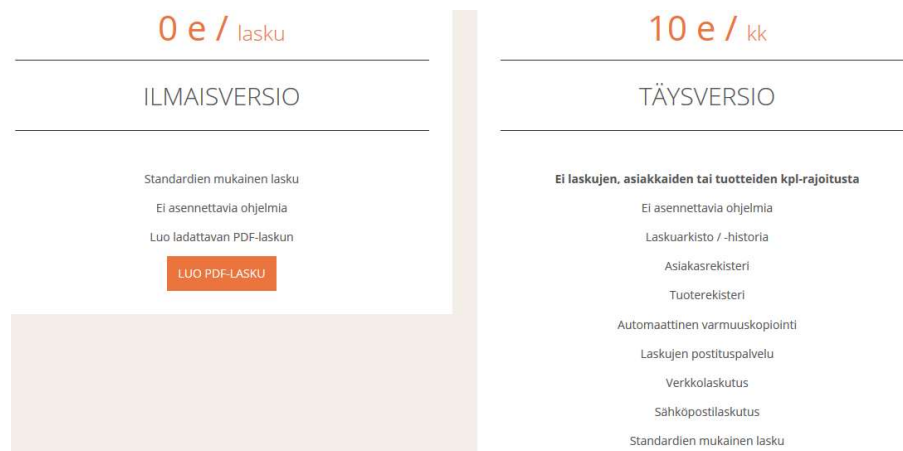 0 e / lasku
ILMAISVERSIO
Standardien mukainen lasku
Ei asennettavia ohjelmia
Luo ladattavan PDF-laskun
LUO PDF-LASKU
10 e / kk
TÄYSVERSIO
Ei laskujen, asiakkaiden tai tuotteiden kpl-rajoitusta
Ei asennettavia ohjelmia
Laskuarkisto / -historia
Asiakasrekisteri
Tuoterekisteri
Automaattinen varmuuskopiointi
Laskujen postituspalvelu
Verkkolaskutus
Sähköpostilaskutus
Standardien mukainen lasku